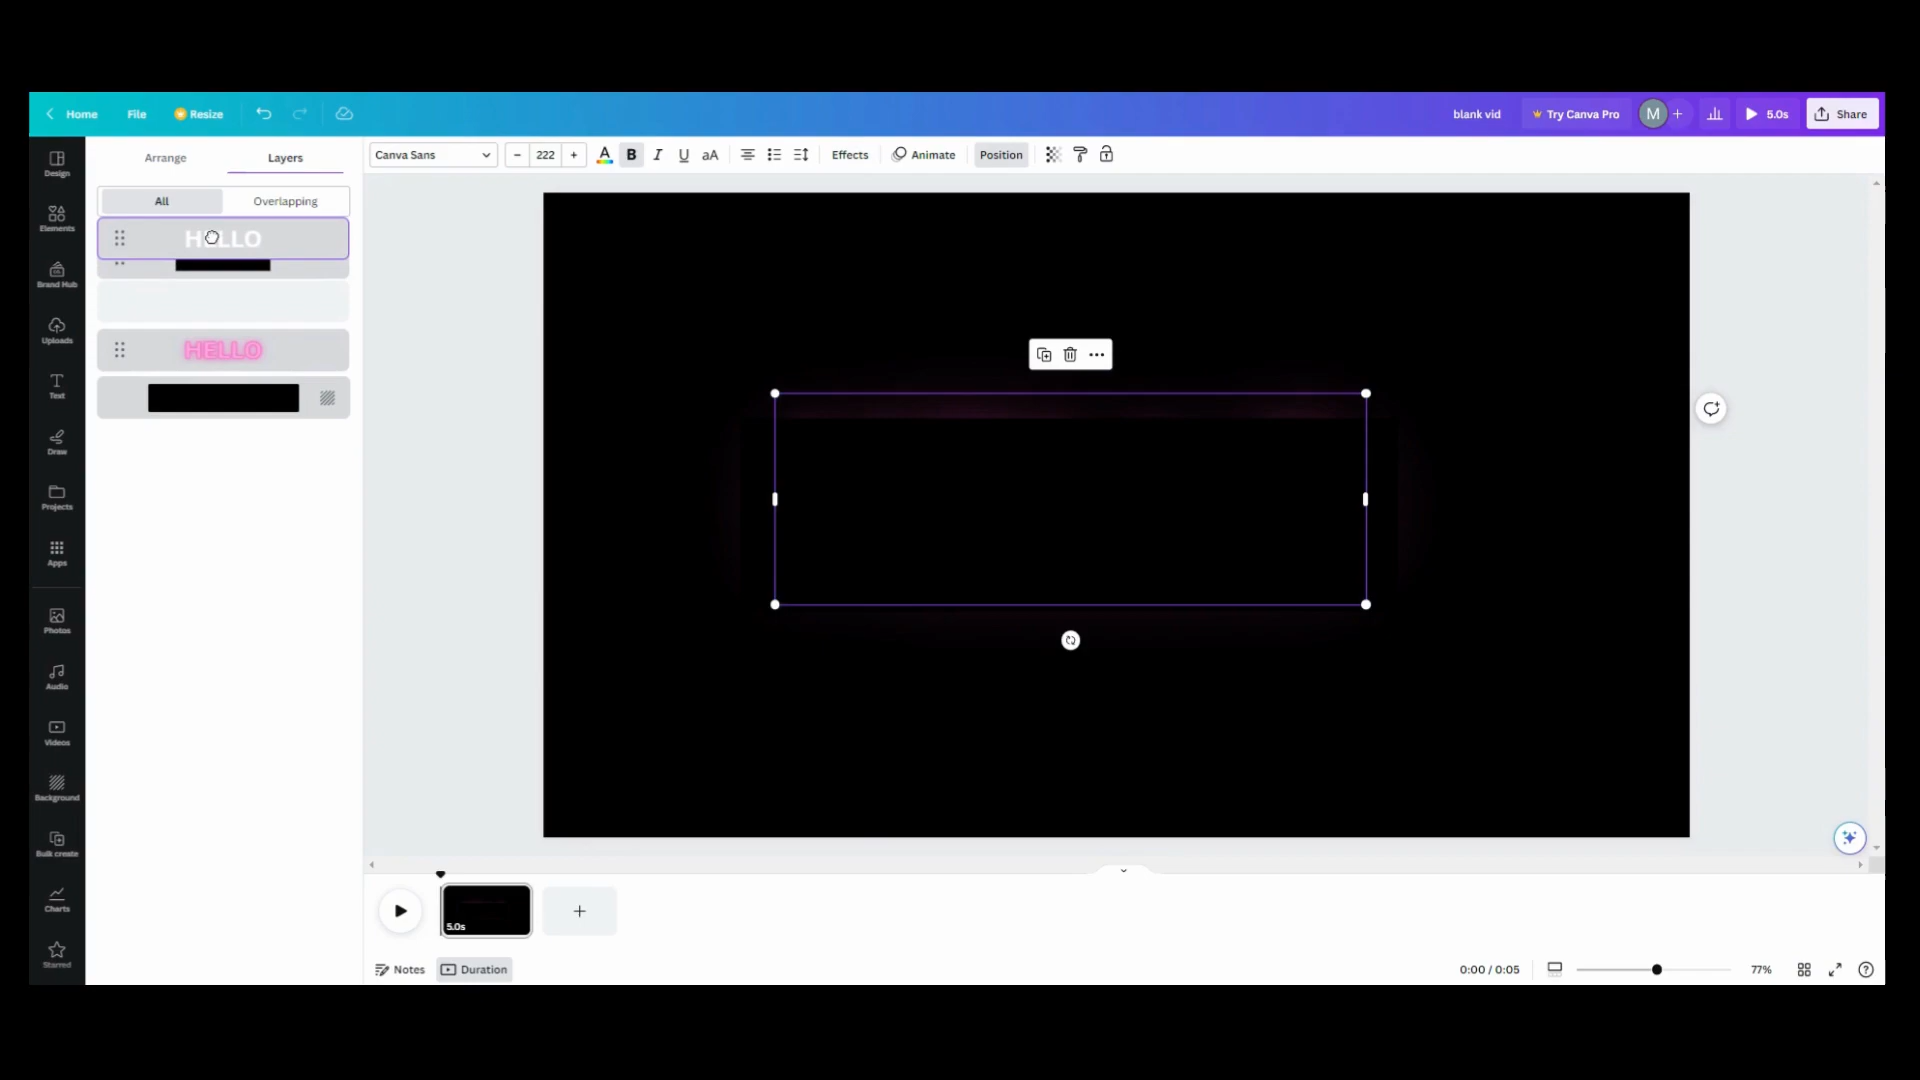 Home File Resize blank vid Try Canva Pro M 5.0s Share
Arrange Layers
Canva Sans 222 A B I U aA Effects Animate Position
All Overlapping
HELLO
HELLO
Design
Elements
Brand Hub
Uploads
Text
Draw
Projects
Apps
Photos
Audio
Videos
Background
Bulk create
Charts
Starred
5.0s
Notes Duration 0:00 / 0:05 77%